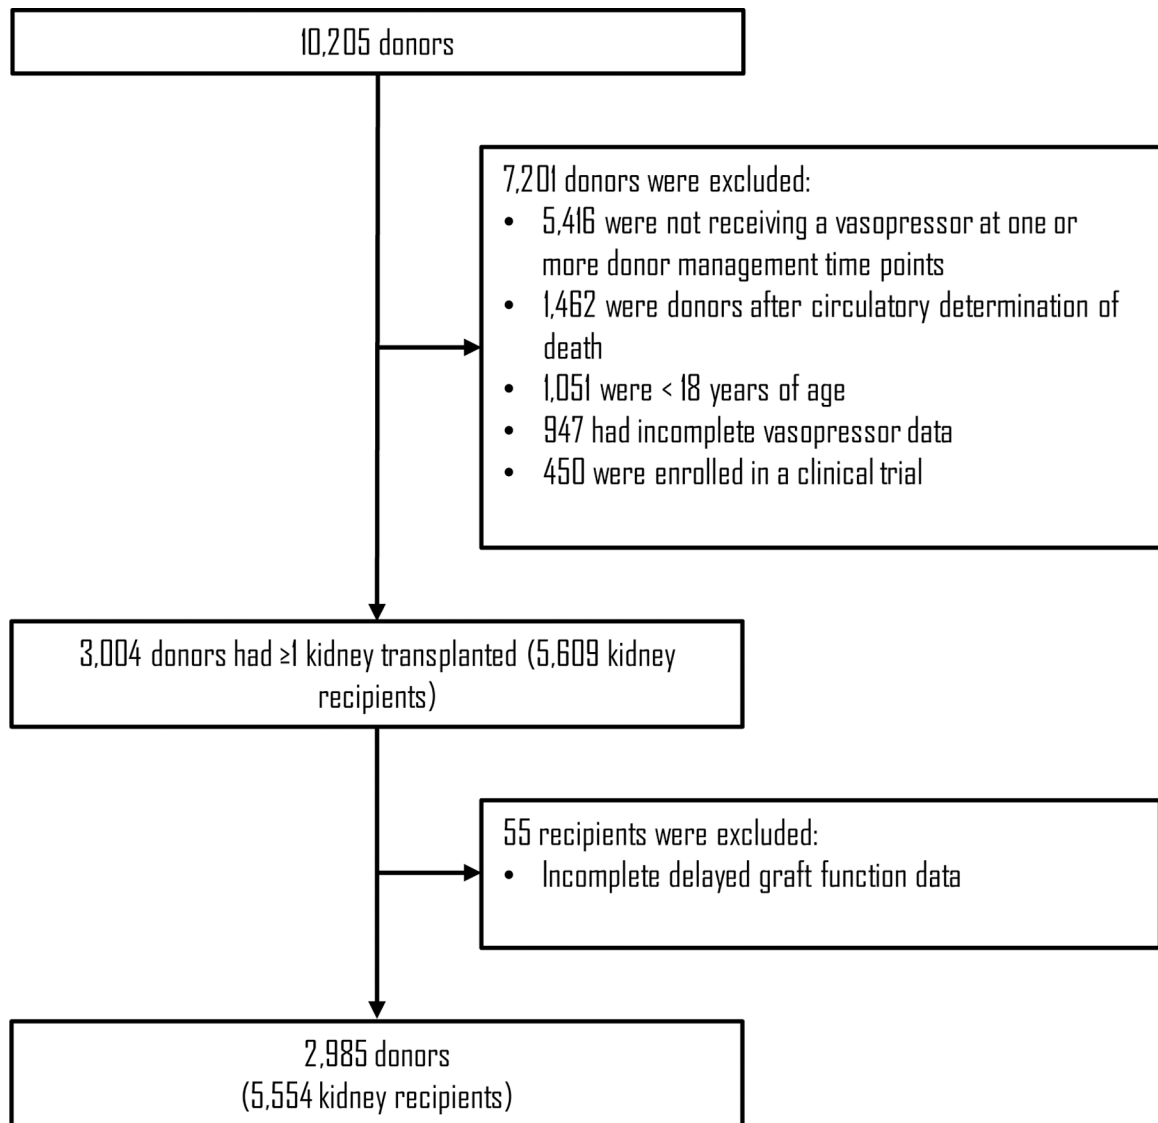 10,205 donors
7,201 donors were excluded:
• 5,416 were not receiving a vasopressor at one or
more donor management time points
• 1,462 were donors after circulatory determination of
death
• 1,051 were < 18 years of age
• 947 had incomplete vasopressor data
• 450 were enrolled in a clinical trial
3,004 donors had ≥1 kidney transplanted (5,609 kidney
recipients)
55 recipients were excluded:
• Incomplete delayed graft function data
2,985 donors
(5,554 kidney recipients)